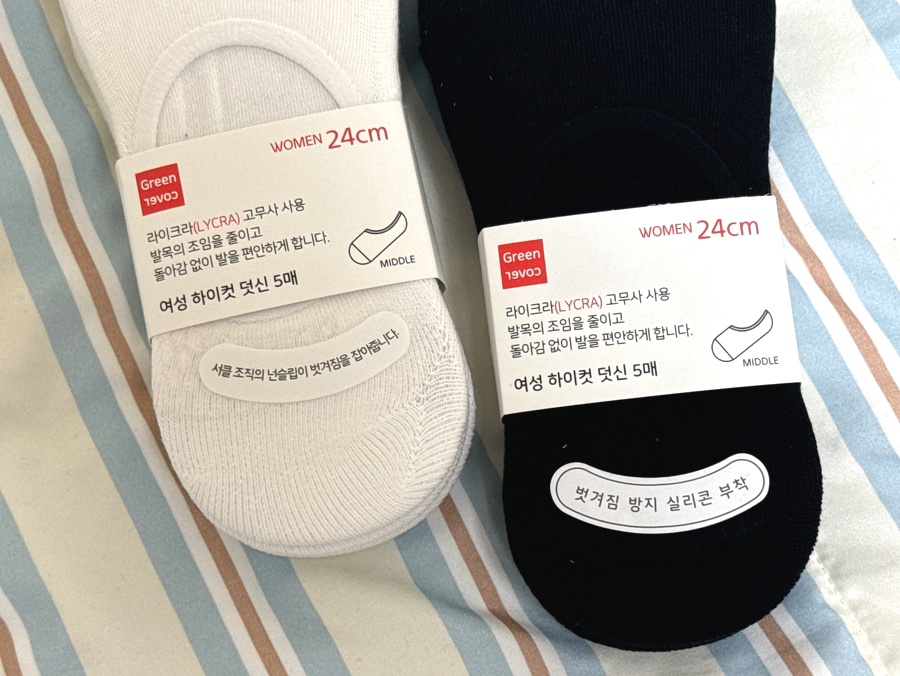 WOMEN 24cm
Green
cover
라이크라(LYCRA) 고무사 사용
발목의 조임을 줄이고
돌아감 없이 발을 편안하게 합니다.
MIDDLE
여성 하이컷 덧신 5매
서클 조직의 넌슬립이 벗겨짐을 잡아줍니다.
WOMEN 24cm
Green
cover
라이크라(LYCRA) 고무사 사용
발목의 조임을 줄이고
돌아감 없이 발을 편안하게 합니다.
MIDDLE
여성 하이컷 덧신 5매
벗겨짐 방지 실리콘 부착